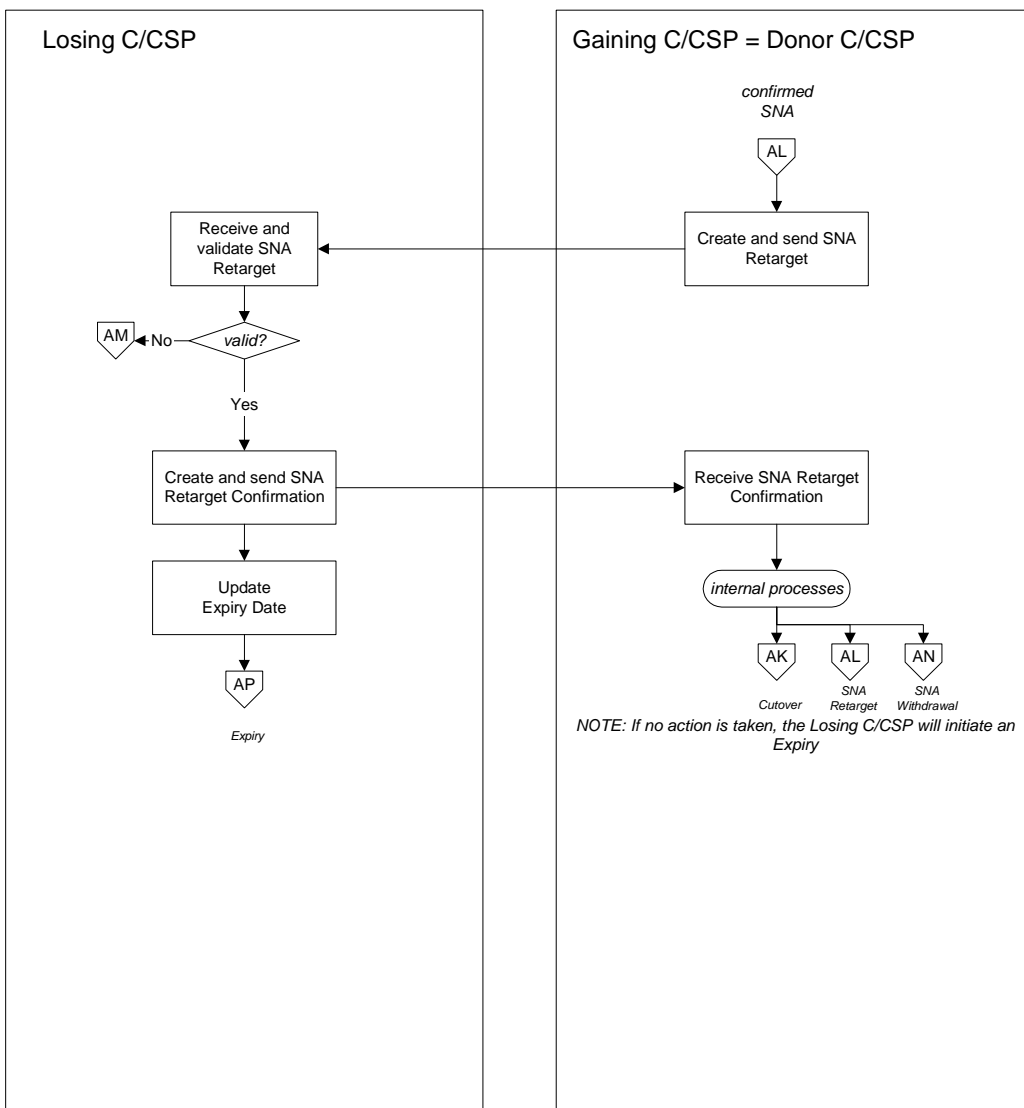 Losing C/CSP
Gaining C/CSP = Donor C/CSP
confirmed
SNA
AL
Receive and
validate SNA
Retarget
Create and send SNA
Retarget
AM
No
valid?
Yes
Create and send SNA
Retarget Confirmation
Receive SNA Retarget
Confirmation
Update
Expiry Date
internal processes
AP
Expiry
AK
AL
AN
Cutover
SNA
Retarget
SNA
Withdrawal
NOTE: If no action is taken, the Losing C/CSP will initiate an
Expiry